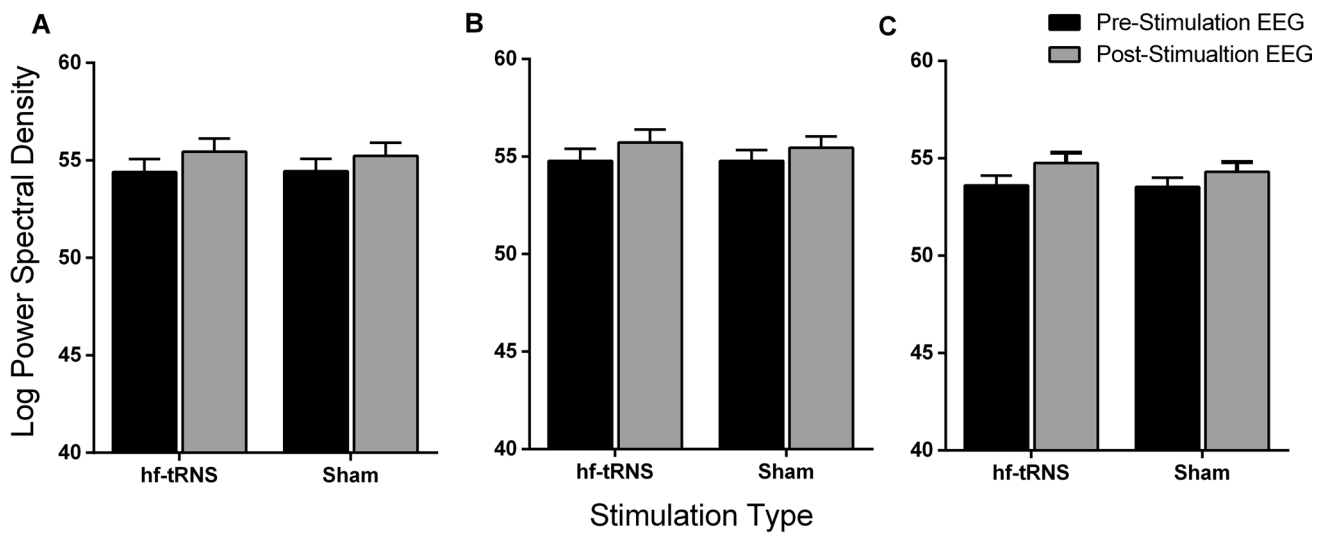 A
B
C
Pre-Stimulation EEG
Post-Stimualtion EEG
Log Power Spectral Density
60
55
50
45
40
hf-tRNS
Sham
60
55
50
45
40
hf-tRNS
Sham
60
55
50
45
40
hf-tRNS
Sham
Stimulation Type